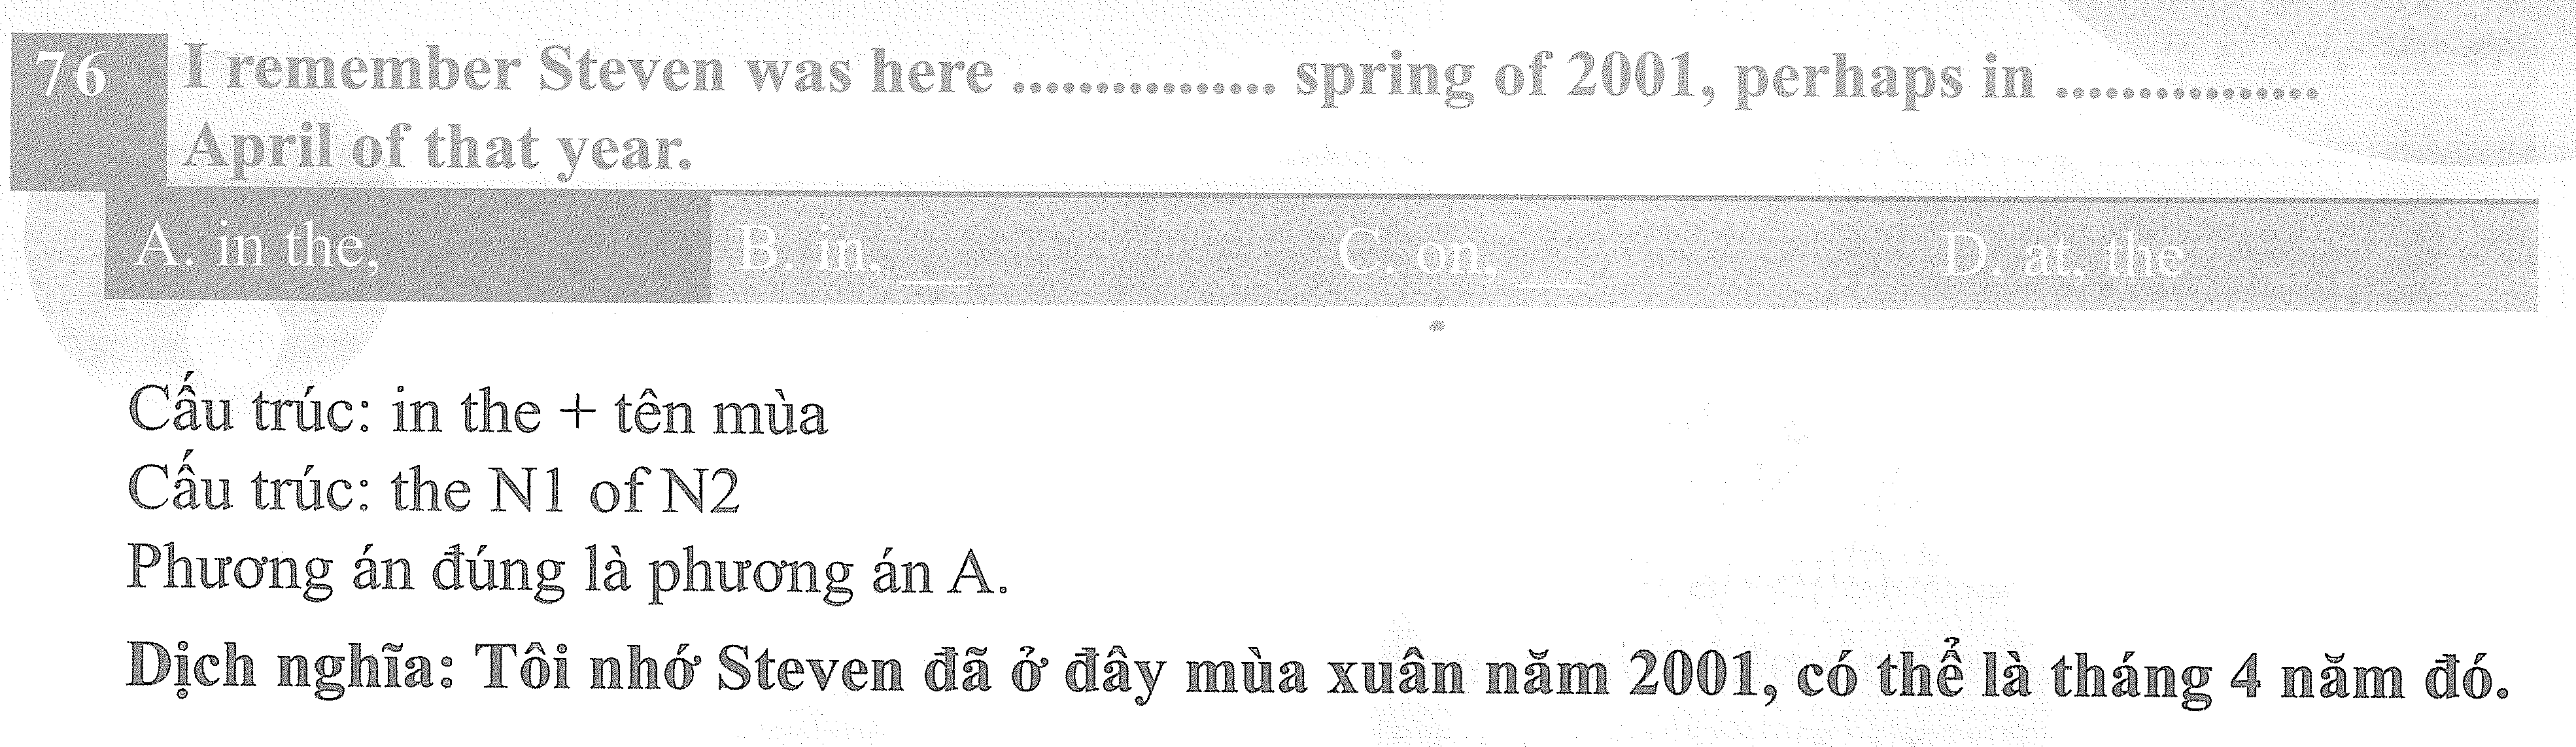 76 I remember Steven was here ................ spring of 2001, perhaps in ................
April of that year.
A. in the, B. in, ___ C. on, ___ D. at, the
Cấu trúc: in the + tên mùa
Cấu trúc: the N1 of N2
Phương án đúng là phương án A.
Dịch nghĩa: Tôi nhớ Steven đã ở đây mùa xuân năm 2001, có thể là tháng 4 năm đó.